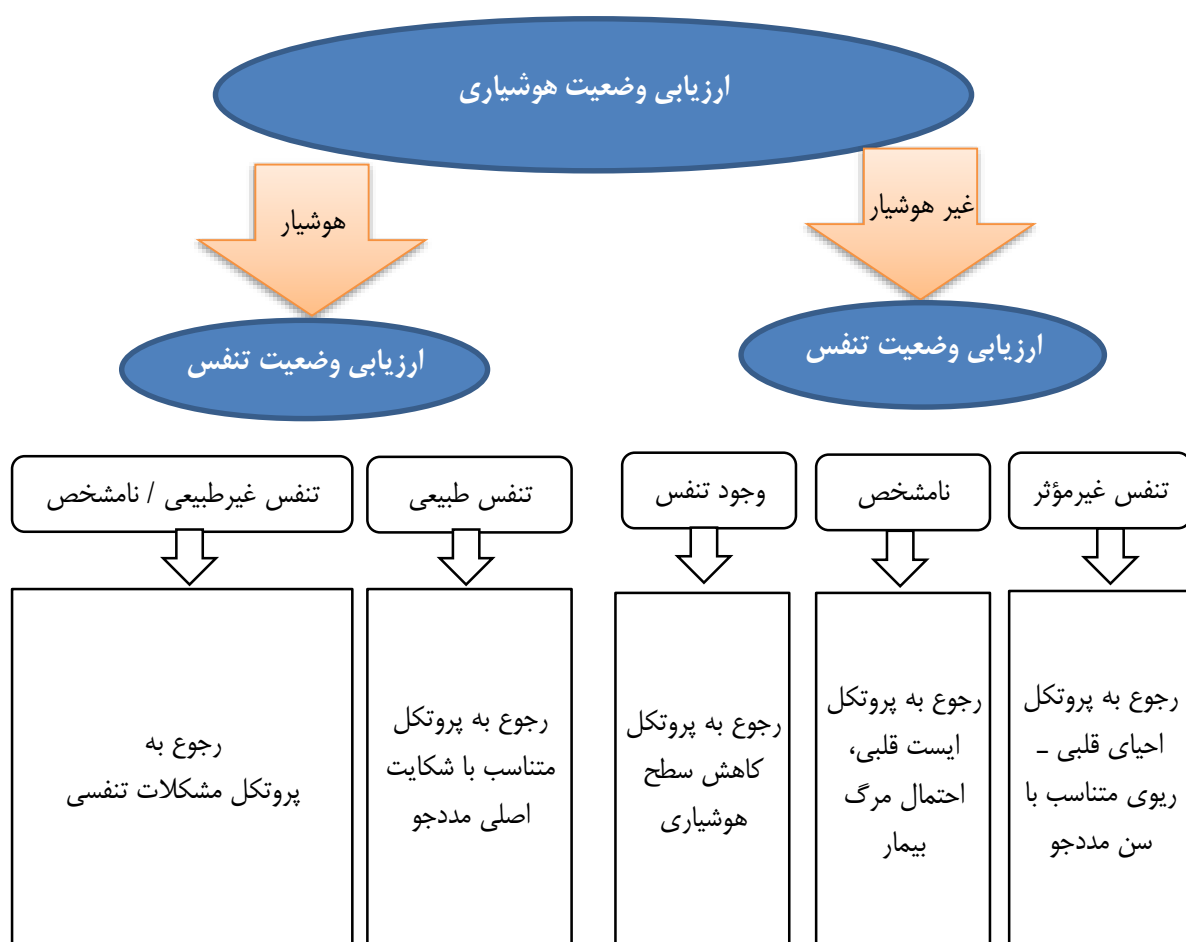 ارزیابی وضعیت هوشیاری
غیر هوشیار
هوشیار
ارزیابی وضعیت تنفس
ارزیابی وضعیت تنفس
تنفس غیرمؤثر
نامشخص
وجود تنفس
تنفس طبیعی
تنفس غیرطبیعی / نامشخص
رجوع به پروتکل
احیای قلبی -
ریوی متناسب با
سن مددجو
رجوع به پروتکل
ایست قلبی،
احتمال مرگ
بیمار
رجوع به پروتکل
کاهش سطح
هوشیاری
رجوع به پروتکل
متناسب با شکایت
اصلی مددجو
رجوع به
پروتکل مشکلات تنفسی